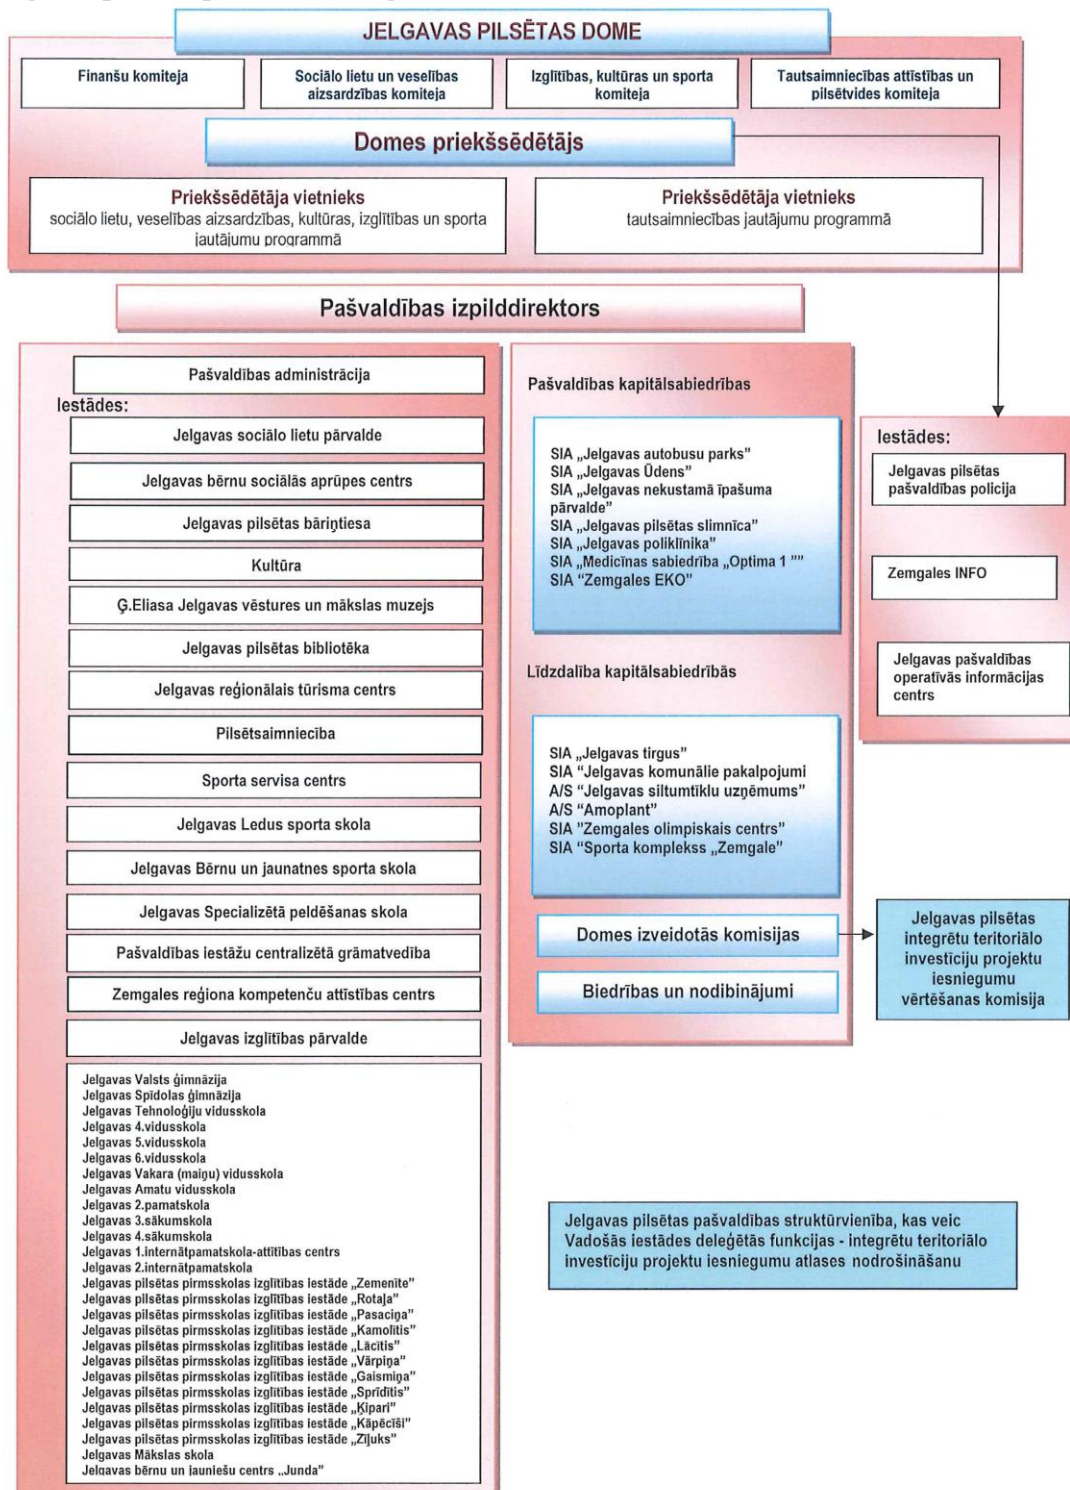 JELGAVAS PILSĒTAS DOME
Finanšu komiteja
Sociālo lietu un veselības
aizsardzības komiteja
Izglītības, kultūras un sporta
komiteja
Tautsaimniecības attīstības un
pilsētvides komiteja
Domes priekšsēdētājs
Priekšsēdētāja vietnieks
sociālo lietu, veselības aizsardzības, kultūras, izglītības un sporta
jautājumu programmā
Priekšsēdētāja vietnieks
tautsaimniecības jautājumu programmā
Pašvaldības izpilddirektors
Pašvaldības administrācija
Iestādes:
Jelgavas sociālo lietu pārvalde
Jelgavas bērnu sociālās aprūpes centrs
Jelgavas pilsētas bāriņtiesa
Kultūra
Ģ.Eliasa Jelgavas vēstures un mākslas muzejs
Jelgavas pilsētas bibliotēka
Jelgavas reģionālais tūrisma centrs
Pilsētsaimniecība
Sporta servisa centrs
Jelgavas Ledus sporta skola
Jelgavas Bērnu un jaunatnes sporta skola
Jelgavas Specializētā peldēšanas skola
Pašvaldības iestāžu centralizētā grāmatvedība
Zemgales reģiona kompetenču attīstības centrs
Jelgavas izglītības pārvalde
Jelgavas Valsts ģimnāzija
Jelgavas Spīdolas ģimnāzija
Jelgavas Tehnoloģiju vidusskola
Jelgavas 4.vidusskola
Jelgavas 5.vidusskola
Jelgavas 6.vidusskola
Jelgavas Vakara (maiņu) vidusskola
Jelgavas Amatu vidusskola
Jelgavas 2.pamatskola
Jelgavas 3.sākumskola
Jelgavas 4.sākumskola
Jelgavas 1.internātpamatskola-attītības centrs
Jelgavas 2.internātpamatskola
Jelgavas pilsētas pirmsskolas izglītības iestāde „Zemenīte”
Jelgavas pilsētas pirmsskolas izglītības iestāde „Rotaļa”
Jelgavas pilsētas pirmsskolas izglītības iestāde „Pasaciņa”
Jelgavas pilsētas pirmsskolas izglītības iestāde „Kamolītis”
Jelgavas pilsētas pirmsskolas izglītības iestāde „Lācītis”
Jelgavas pilsētas pirmsskolas izglītības iestāde „Vārpiņa”
Jelgavas pilsētas pirmsskolas izglītības iestāde „Gaismiņa”
Jelgavas pilsētas pirmsskolas izglītības iestāde „Sprīdītis”
Jelgavas pilsētas pirmsskolas izglītības iestāde „Ķipari”
Jelgavas pilsētas pirmsskolas izglītības iestāde „Kāpēcīši”
Jelgavas pilsētas pirmsskolas izglītības iestāde „Zīļuks”
Jelgavas Mākslas skola
Jelgavas bērnu un jauniešu centrs „Junda”
Pašvaldības kapitālsabiedrības
SIA „Jelgavas autobusu parks”
SIA „Jelgavas Ūdens”
SIA „Jelgavas nekustamā īpašuma
pārvalde”
SIA „Jelgavas pilsētas slimnīca”
SIA „Jelgavas poliklīnika”
SIA „Medicīnas sabiedrība „Optima 1 ””
SIA “Zemgales EKO”
Līdzdalība kapitālsabiedrībās
SIA „Jelgavas tirgus”
SIA “Jelgavas komunālie pakalpojumi
A/S “Jelgavas siltumtīklu uzņēmums”
A/S “Amoplant”
SIA ”Zemgales olimpiskais centrs”
SIA “Sporta komplekss „Zemgale”
Domes izveidotās komisijas
Biedrības un nodibinājumi
Iestādes:
Jelgavas pilsētas
pašvaldības policija
Zemgales INFO
Jelgavas pašvaldības
operatīvās informācijas
centrs
Jelgavas pilsētas
integrētu teritoriālo
investīciju projektu
iesniegumu
vērtēšanas komisija
Jelgavas pilsētas pašvaldības struktūrvienība, kas veic
Vadošās iestādes deleģētās funkcijas - integrētu teritoriālo
investīciju projektu iesniegumu atlases nodrošināšanu